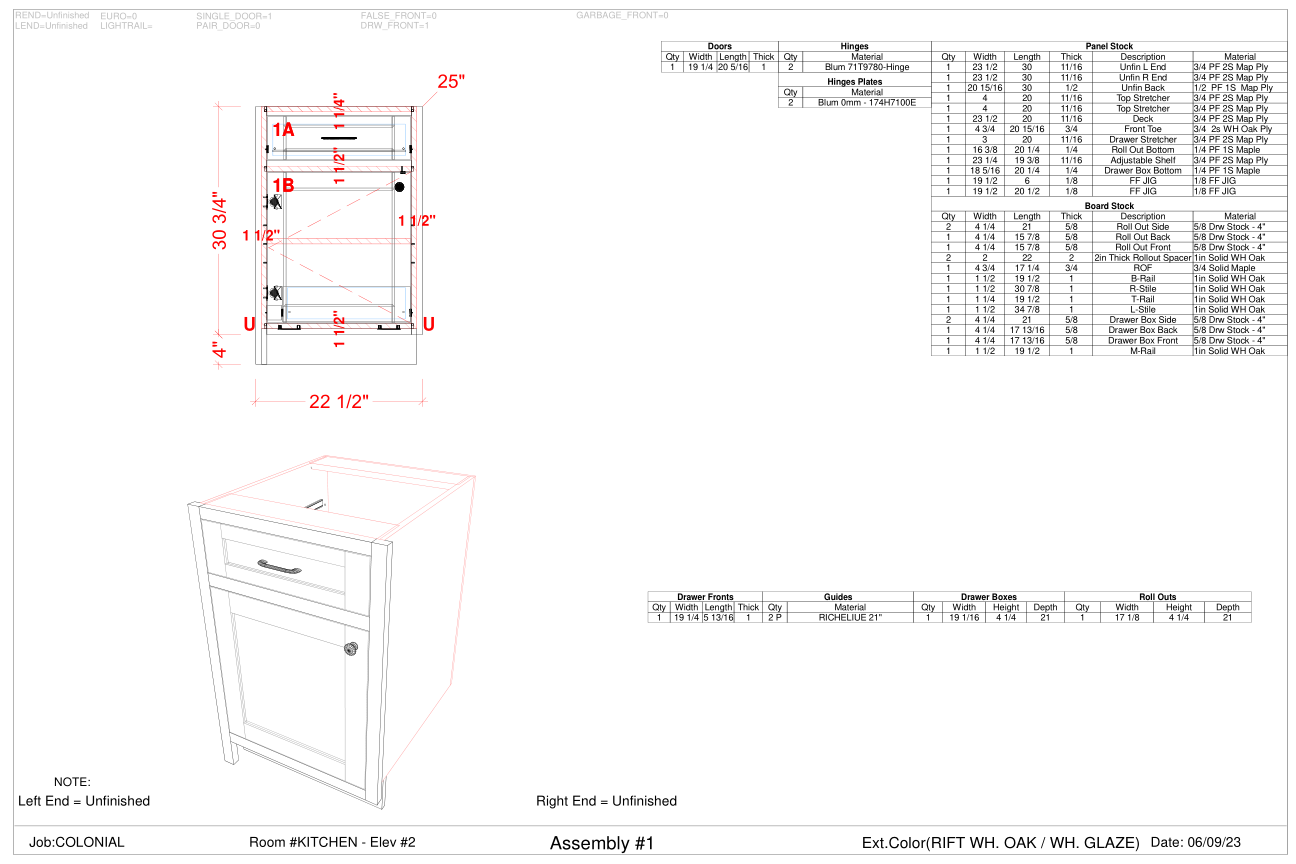 REND=Unfinished EURO=0 SINGLE_DOOR=1 FALSE_FRONT=0 GARBAGE_FRONT=0
LEND=Unfinished LIGHTRAIL= PAIR_DOOR=0 DRW_FRONT=1
Doors
Qty Width Length Thick
1 19 1/4 20 5/16 1
Hinges
Qty Material
2 Blum 71T9780-Hinge
Hinges Plates
Qty Material
2 Blum 0mm - 174H7100E
Panel Stock
Qty Width Length Thick Description Material
1 23 1/2 30 11/16 Unfin L End 3/4 PF 2S Map Ply
1 23 1/2 30 11/16 Unfin R End 3/4 PF 2S Map Ply
1 20 15/16 30 1/2 Unfin Back 1/2 PF 1S Map Ply
1 4 20 11/16 Top Stretcher 3/4 PF 2S Map Ply
1 4 20 11/16 Top Stretcher 3/4 PF 2S Map Ply
1 23 1/2 20 11/16 Deck 3/4 PF 2S Map Ply
1 4 3/4 20 15/16 3/4 Front Toe 3/4 2s WH Oak Ply
1 3 20 11/16 Drawer Stretcher 3/4 PF 2S Map Ply
1 16 3/8 20 1/4 1/4 Roll Out Bottom 1/4 PF 1S Maple
1 23 1/4 19 3/8 11/16 Adjustable Shelf 3/4 PF 2S Map Ply
1 18 5/16 20 1/4 1/4 Drawer Box Bottom 1/4 PF 1S Maple
1 19 1/2 6 1/8 FF JIG 1/8 FF JIG
1 19 1/2 20 1/2 1/8 FF JIG 1/8 FF JIG
Board Stock
Qty Width Length Thick Description Material
2 4 1/4 21 5/8 Roll Out Side 5/8 Drw Stock - 4"
1 4 1/4 15 7/8 5/8 Roll Out Back 5/8 Drw Stock - 4"
1 4 1/4 15 7/8 5/8 Roll Out Front 5/8 Drw Stock - 4"
2 2 22 2 2in Thick Rollout Spacer 1in Solid WH Oak
1 4 3/4 17 1/4 3/4 ROF 3/4 Solid Maple
1 1 1/2 19 1/2 1 B-Rail 1in Solid WH Oak
1 1 1/2 30 7/8 1 R-Stile 1in Solid WH Oak
1 1 1/4 19 1/2 1 T-Rail 1in Solid WH Oak
1 1 1/2 34 7/8 1 L-Stile 1in Solid WH Oak
2 4 1/4 21 5/8 Drawer Box Side 5/8 Drw Stock - 4"
1 4 1/4 17 13/16 5/8 Drawer Box Back 5/8 Drw Stock - 4"
1 4 1/4 17 13/16 5/8 Drawer Box Front 5/8 Drw Stock - 4"
1 1 1/2 19 1/2 1 M-Rail 1in Solid WH Oak
25"
1 1/4"
1A
1 1/2"
1B
30 3/4"
1 1/2"
1 1/2"
U
1 1/2"
U
4"
22 1/2"
Drawer Fronts
Qty Width Length Thick
1 19 1/4 5 13/16 1
Guides
Qty Material
2 P RICHELIUE 21"
Drawer Boxes
Qty Width Height Depth
1 19 1/16 4 1/4 21
Roll Outs
Qty Width Height Depth
1 17 1/8 4 1/4 21
NOTE:
Left End = Unfinished Right End = Unfinished
Job:COLONIAL Room #KITCHEN - Elev #2 Assembly #1 Ext.Color(RIFT WH. OAK / WH. GLAZE) Date: 06/09/23